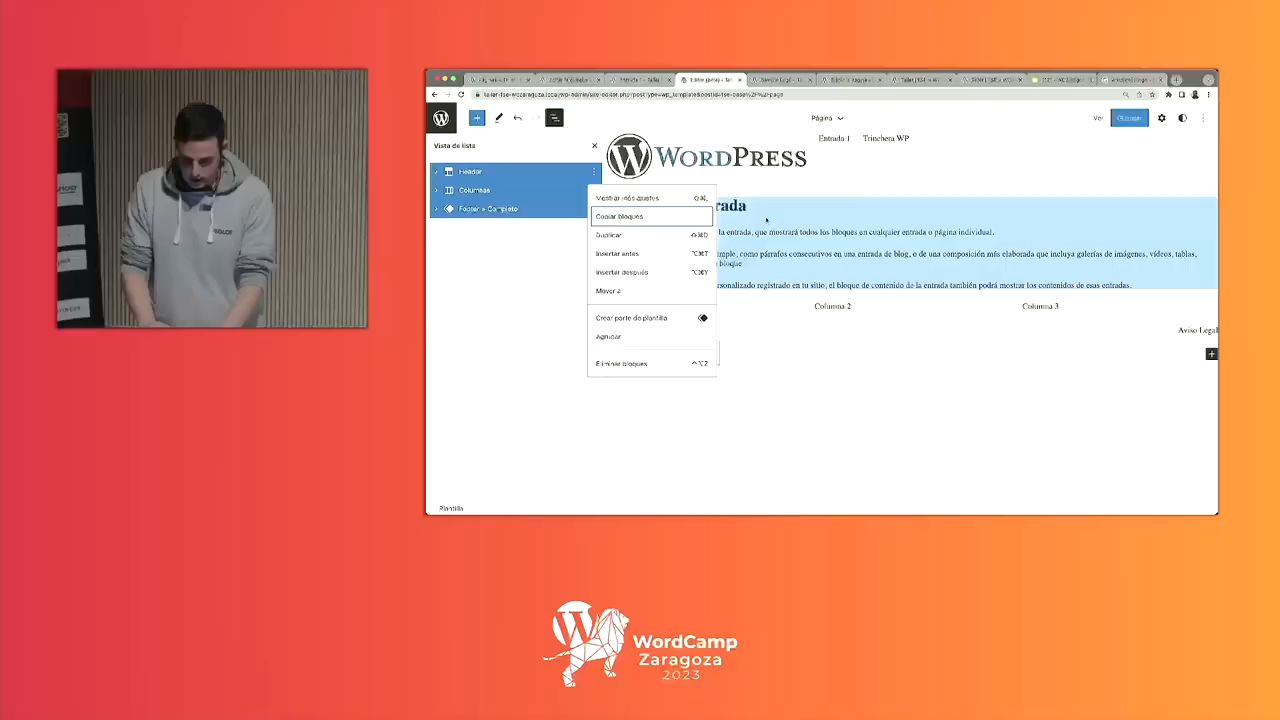 Página
Ver
Vista de lista
Header
Columnas
Footer - Completo
WORDPRESS
Entrada 1 Trinchera WP
Mostrar más ajustes
Copiar bloques
Duplicar
Insertar antes
Insertar después
Mover a
Crear parte de plantilla
Agrupar
Eliminar bloques
rada
la entrada, que mostrará todos los bloques en cualquier entrada o página individual.
imple, como párrafos consecutivos en una entrada de blog, o de una composición más elaborada que incluya galerías de imágenes, vídeos, tablas,
bloque
rsonalizado registrado en tu sitio, el bloque de contenido de la entrada también podrá mostrar los contenidos de esas entradas.
Columna 2 Columna 3
Aviso Legal
Plantilla
WordCamp
Zaragoza
2023